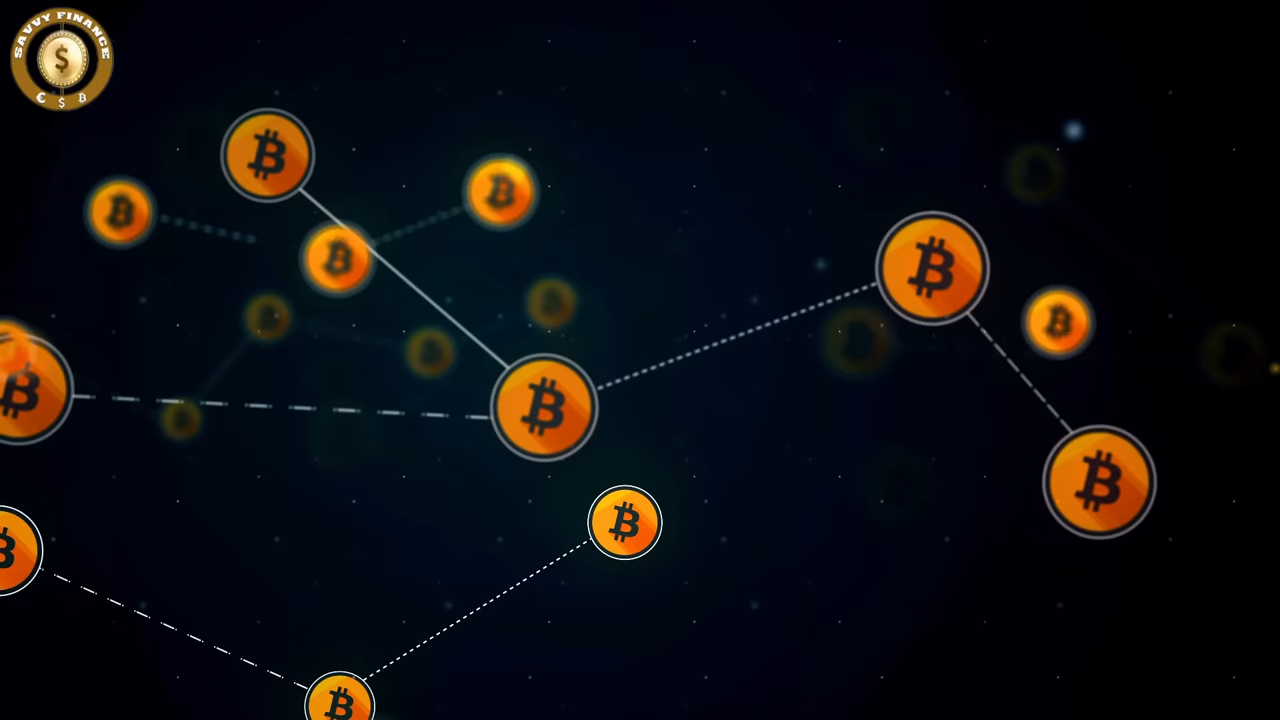 SAVVY FINANCE
$
€ $ ₿